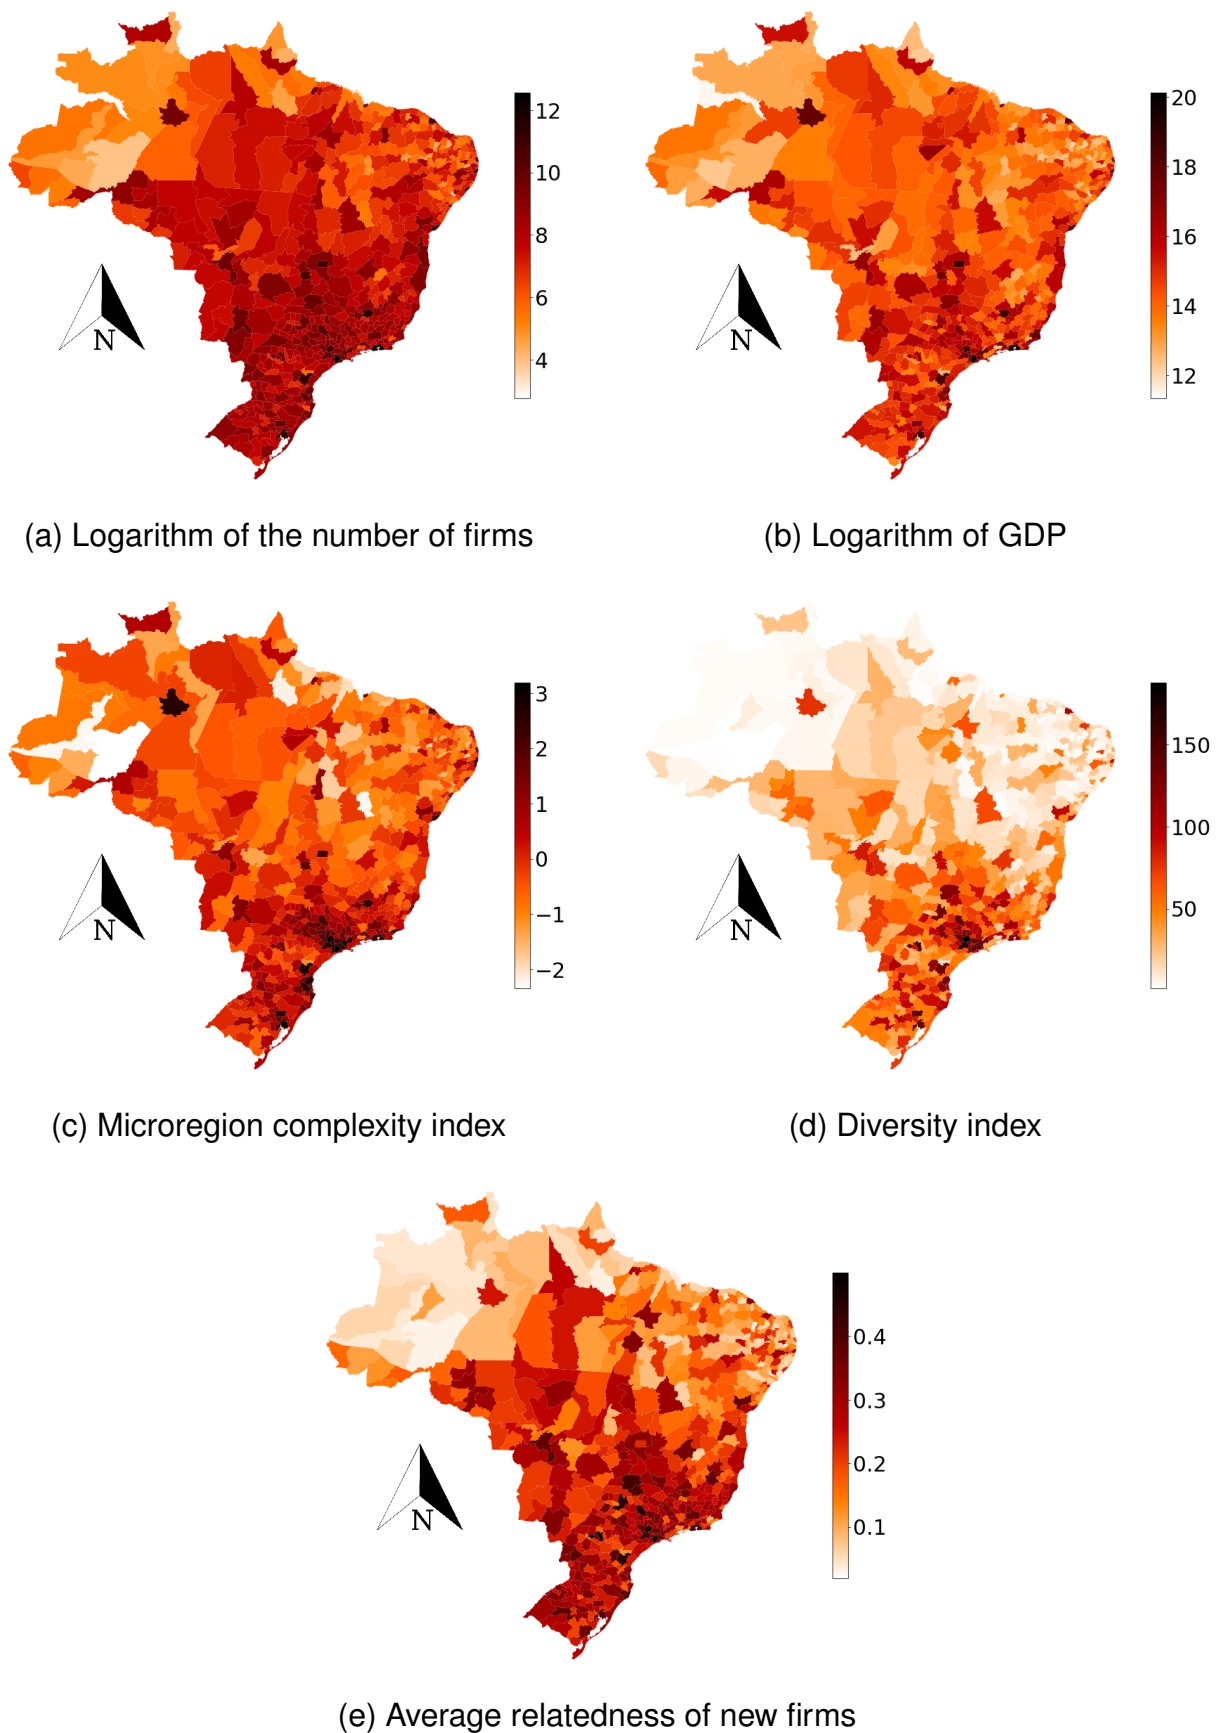 12
10
8
6
4
N
(a) Logarithm of the number of firms
20
18
16
14
12
N
(b) Logarithm of GDP
3
2
1
0
−1
−2
N
(c) Microregion complexity index
150
100
50
N
(d) Diversity index
0.4
0.3
0.2
0.1
N
(e) Average relatedness of new firms